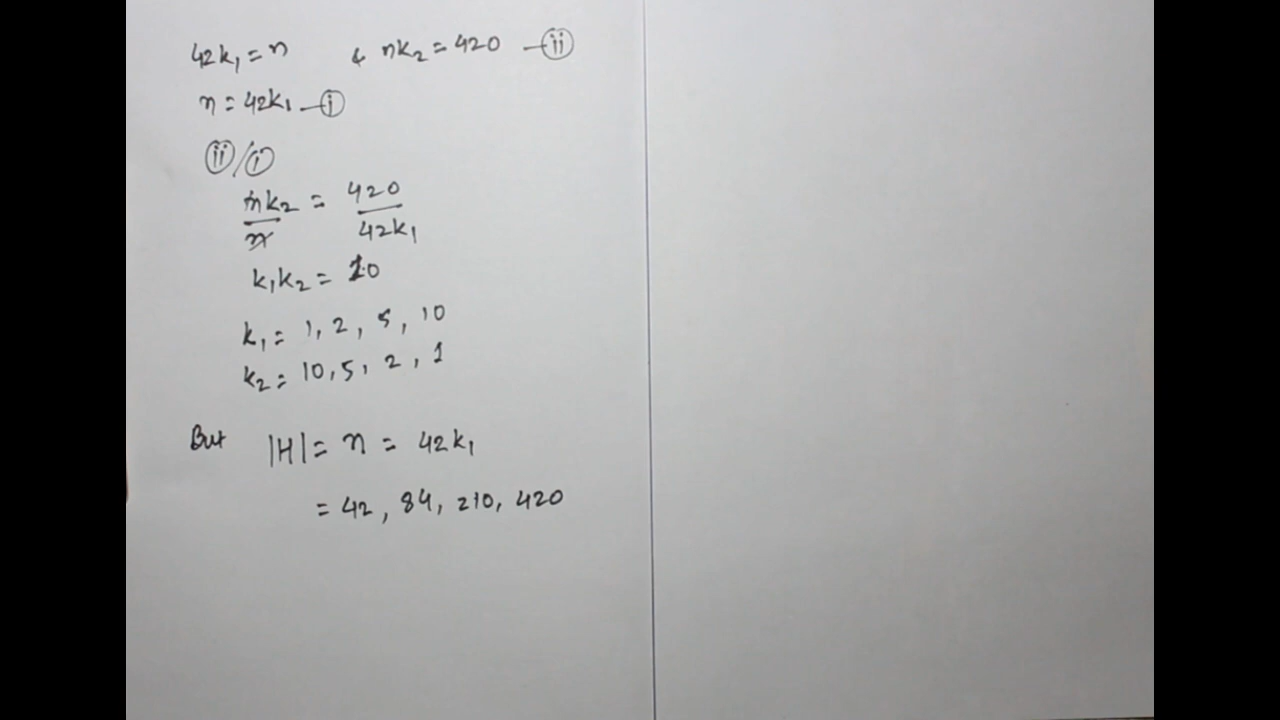 42k₁ = n & nk₂ = 420 —ⅱ
n = 42k₁ —ⓘ
ⅱ/ⓘ
nk₂/n = 420/42k₁
k₁k₂ = 10
k₁ = 1, 2, 5, 10
k₂ = 10, 5, 2, 1
But |H| = n = 42k₁
= 42, 84, 210, 420